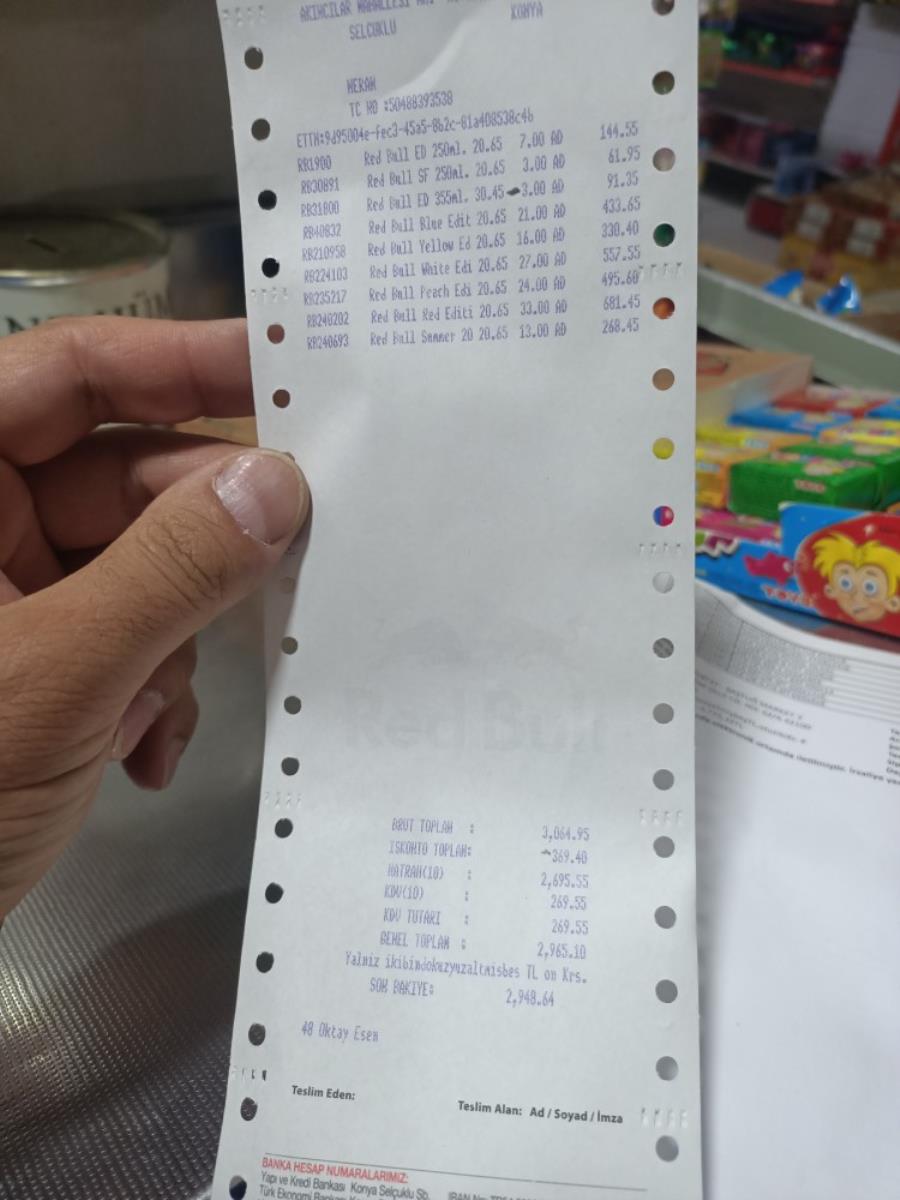 AKINCILAR MAHALLESİ
SELCUKLU KONYA
MERAM
TC NO :50488393538
ETTN:9d95004e-fec3-45a5-8b2c-81a408538c4b
RB1900 Red Bull ED 250ml. 20.65 7.00 AD 144.55
RB30891 Red Bull SF 250ml. 20.65 3.00 AD 61.95
RB31800 Red Bull ED 355ml. 30.45 3.00 AD 91.35
RB40832 Red Bull Blue Edit 20.65 21.00 AD 433.65
RB210958 Red Bull Yellow Ed 20.65 16.00 AD 330.40
RB224103 Red Bull White Edi 20.65 27.00 AD 557.55
RB235217 Red Bull Peach Edi 20.65 24.00 AD 495.60
RB240202 Red Bull Red Editi 20.65 33.00 AD 681.45
RB240693 Red Bull Summer 20 20.65 13.00 AD 268.45
Red Bull
BRUT TOPLAM : 3,064.95
ISKONTO TOPLAM: 369.40
MATRAH(10) : 2,695.55
KDV(10) : 269.55
KDV TUTARI : 269.55
GENEL TOPLAM : 2,965.10
Yalniz ikibindokuzyuzaltmisbes TL on Krs.
SON BAKIYE: 2,948.64
48 Oktay Esen
Teslim Eden:
Teslim Alan: Ad / Soyad / İmza
BANKA HESAP NUMARALARIMIZ:
Yapı ve Kredi Bankası Konya Selçuklu Şb. IBAN No:
Türk Ekonomi Bankası